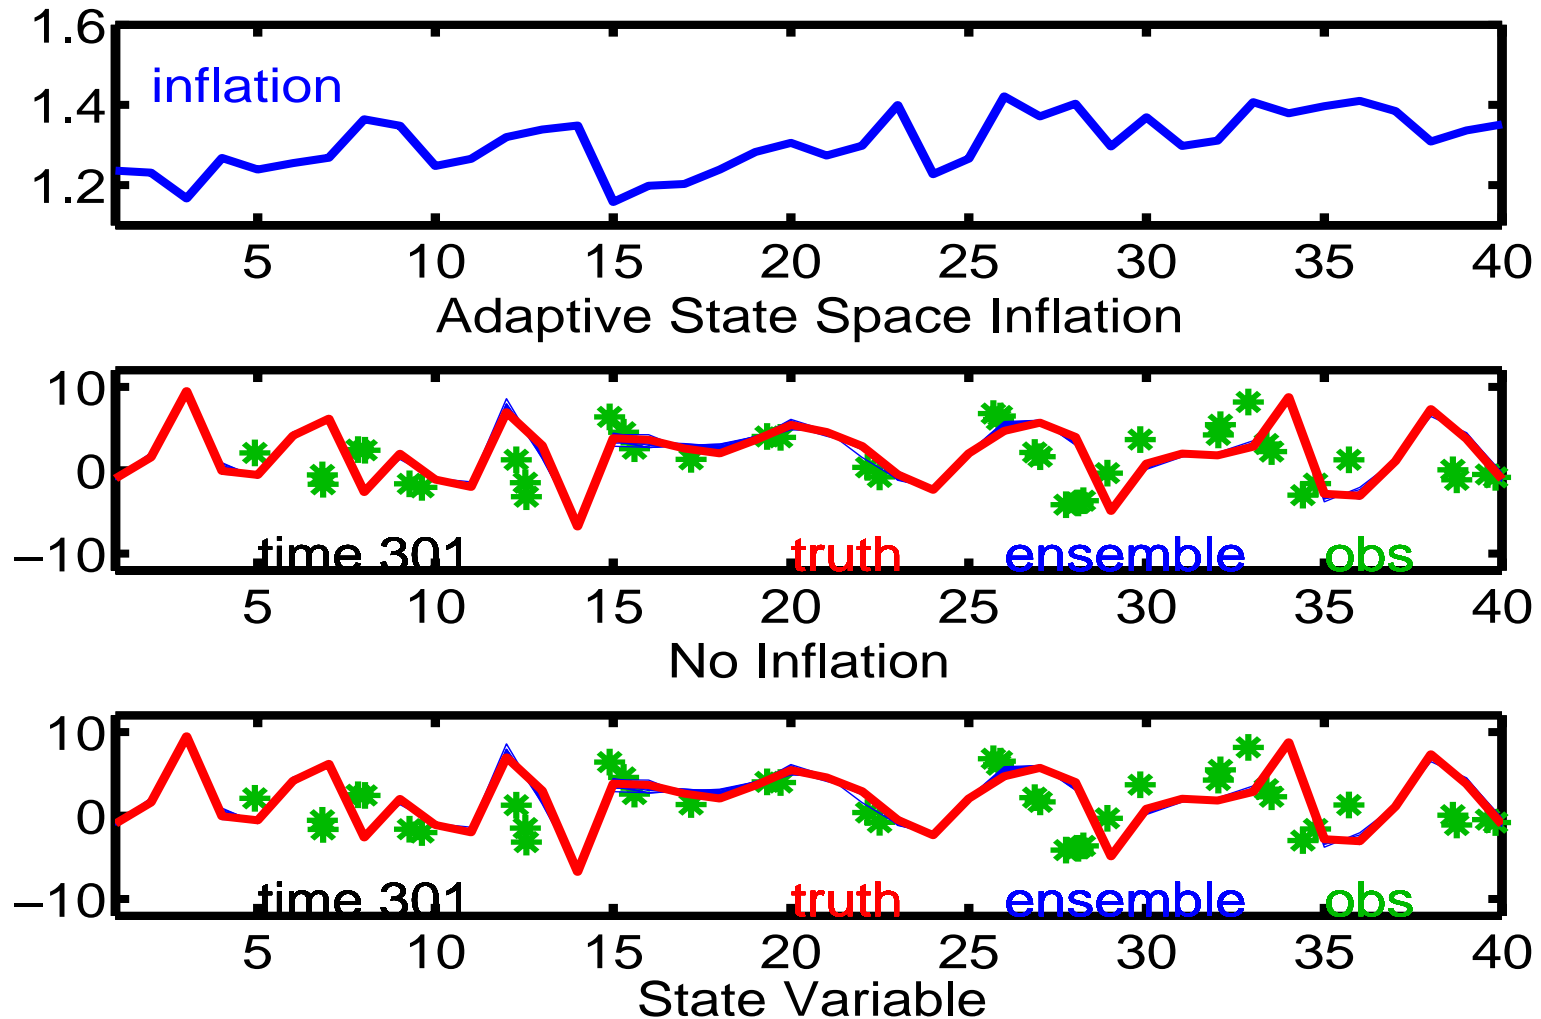 1.6
inflation
1.4
1.2
5 10 15 20 25 30 35 40
Adaptive State Space Inflation
10
0
−10
time 301 truth ensemble obs
5 10 15 20 25 30 35 40
No Inflation
10
0
−10
time 301 truth ensemble obs
5 10 15 20 25 30 35 40
State Variable